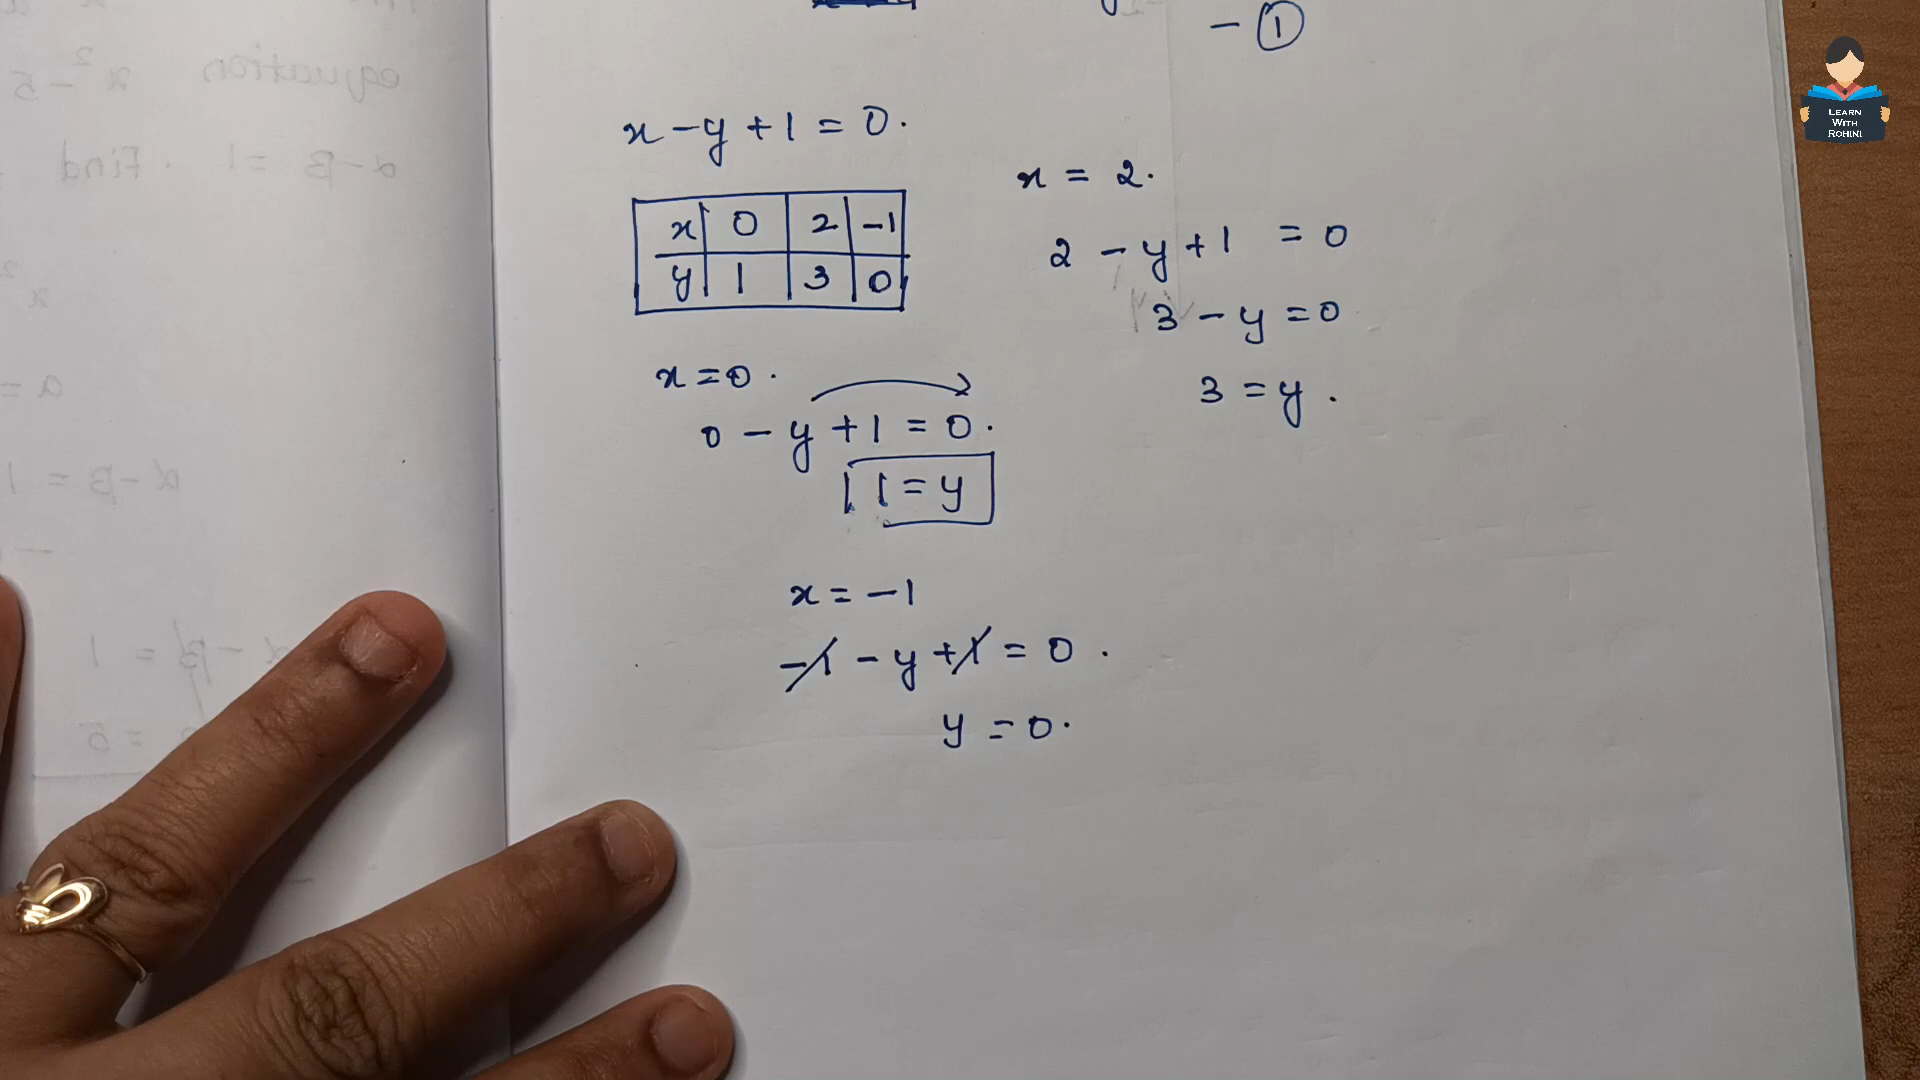 - ①
x - y + 1 = 0.
x 0 2 -1
y 1 3 0
x = 0.
0 - y + 1 = 0.
1 = y
x = 2.
2 - y + 1 = 0
3 - y = 0
3 = y.
x = -1
-1 - y + 1 = 0.
y = 0.
LEARN
WITH
ROHINI